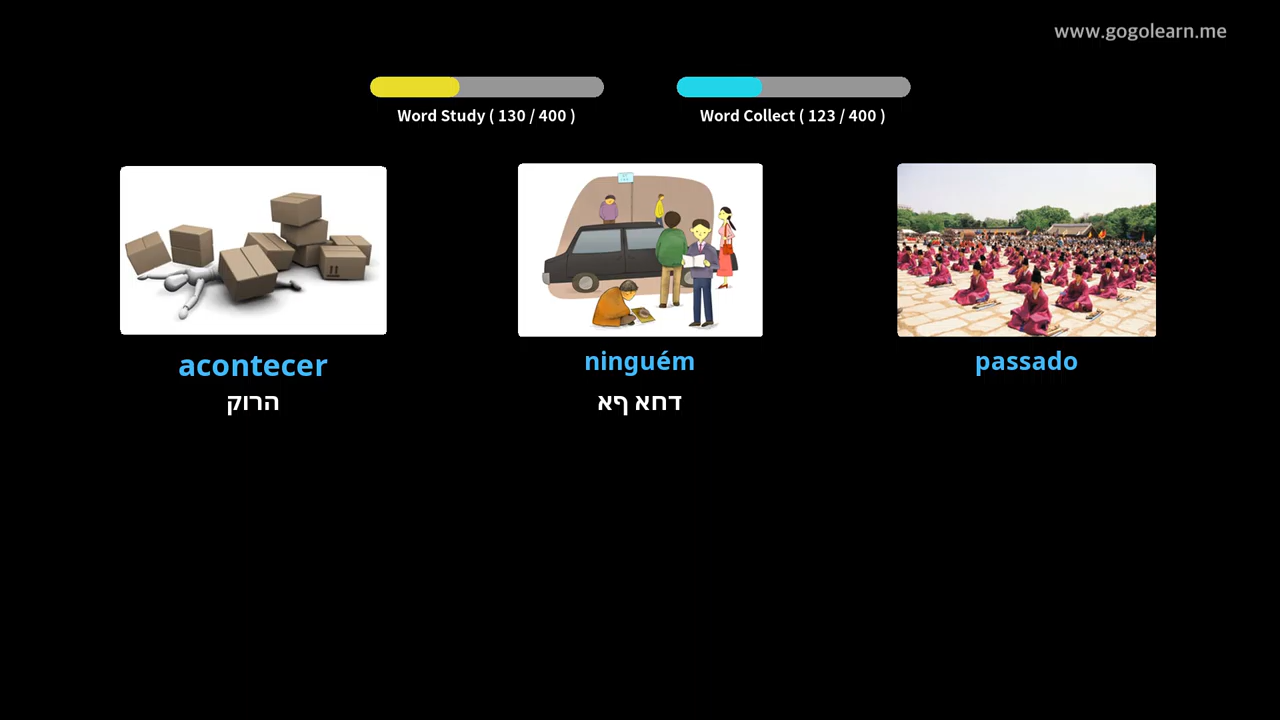 www.gogolearn.me
Word Study ( 130 / 400 )
Word Collect ( 123 / 400 )
acontecer
הרוק
ninguém
דחא ףא
passado